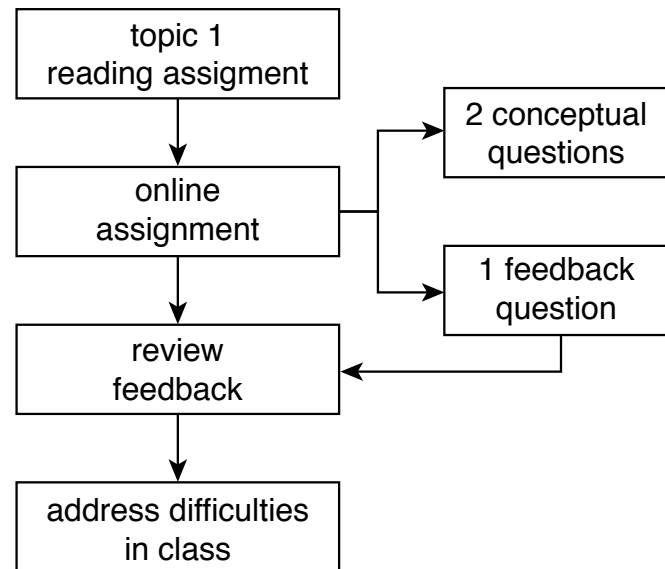 topic 1
reading assigment
2 conceptual
questions
online
assignment
1 feedback
question
review
feedback
address difficulties
in class